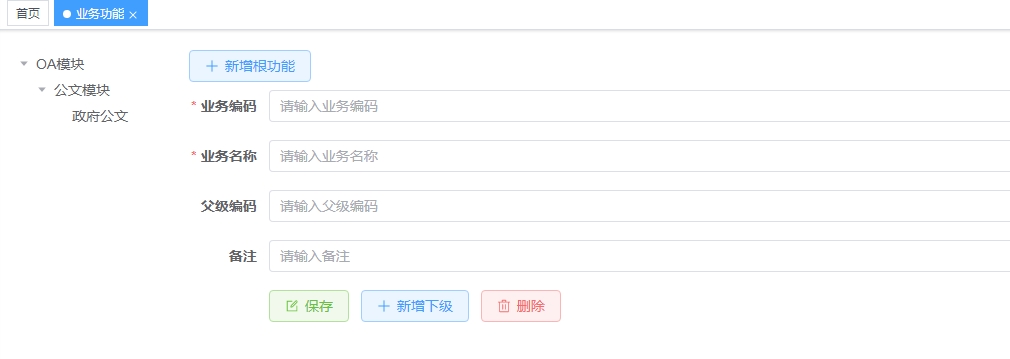 首页
业务功能
OA模块
公文模块
政府公文
新增根功能
* 业务编码 请输入业务编码
* 业务名称 请输入业务名称
父级编码 请输入父级编码
备注 请输入备注
保存 新增下级 删除